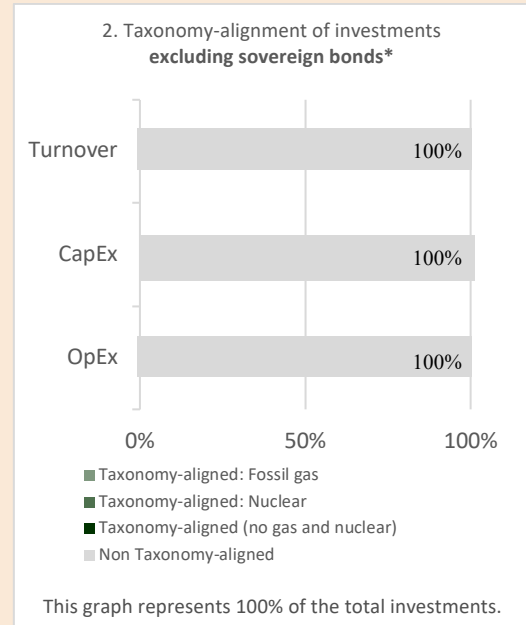 2. Taxonomy-alignment of investments
excluding sovereign bonds*
Turnover
100%
CapEx
100%
OpEx
100%
0%
50%
100%
Taxonomy-aligned: Fossil gas
Taxonomy-aligned: Nuclear
Taxonomy-aligned (no gas and nuclear)
Non Taxonomy-aligned
This graph represents 100% of the total investments.